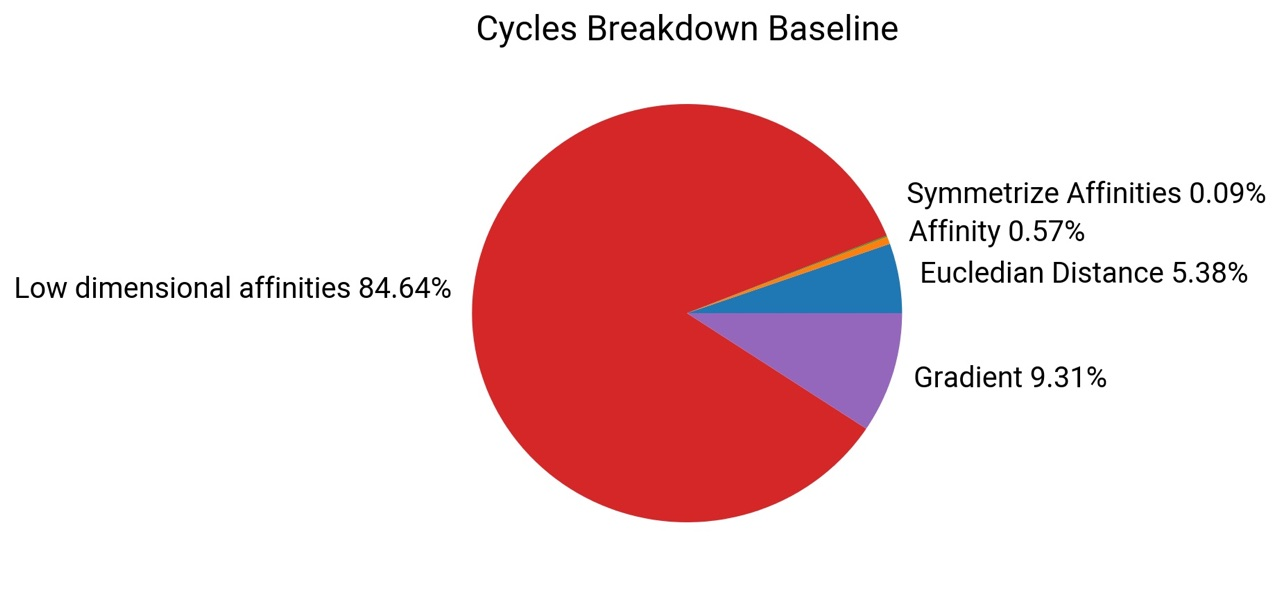 Cycles Breakdown Baseline
Symmetrize Affinities 0.09%
Affinity 0.57%
Eucledian Distance 5.38%
Low dimensional affinities 84.64%
Gradient 9.31%